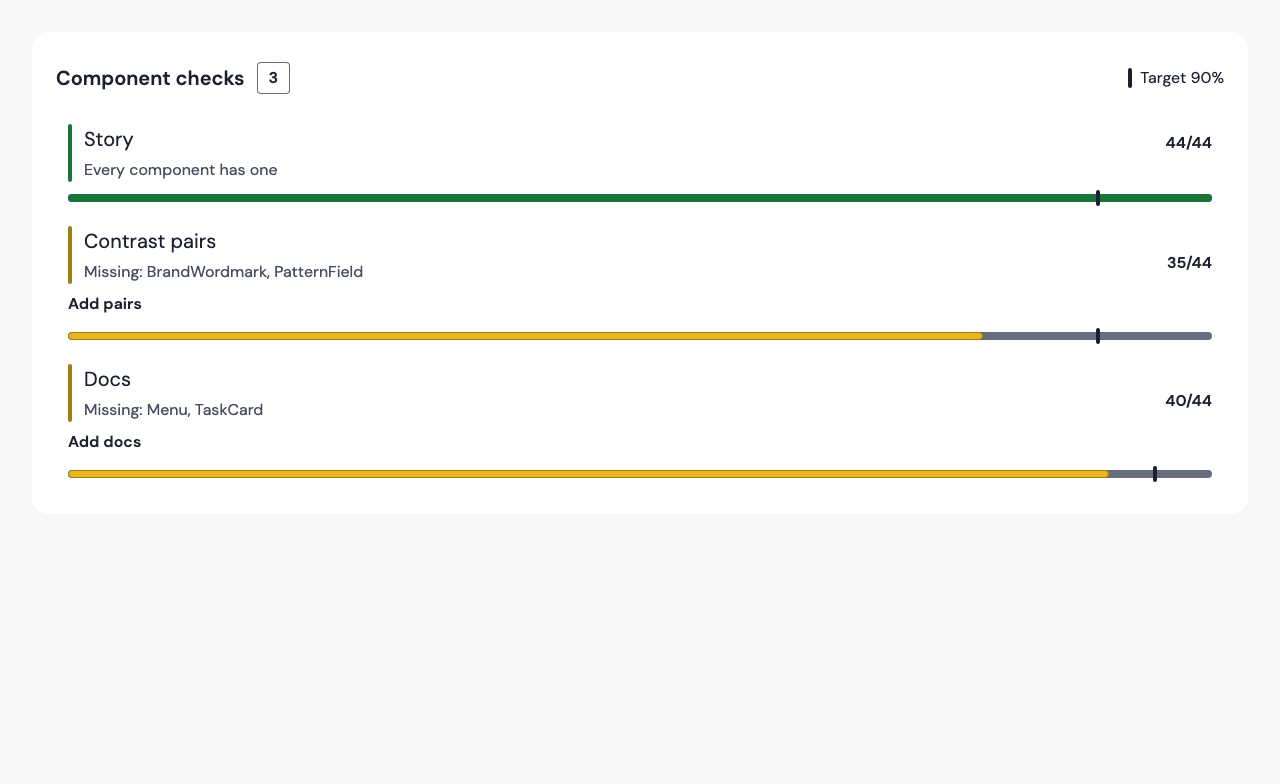 Component checks 3
Target 90%
Story
44/44
Every component has one
Contrast pairs
35/44
Missing: BrandWordmark, PatternField
Add pairs
Docs
40/44
Missing: Menu, TaskCard
Add docs